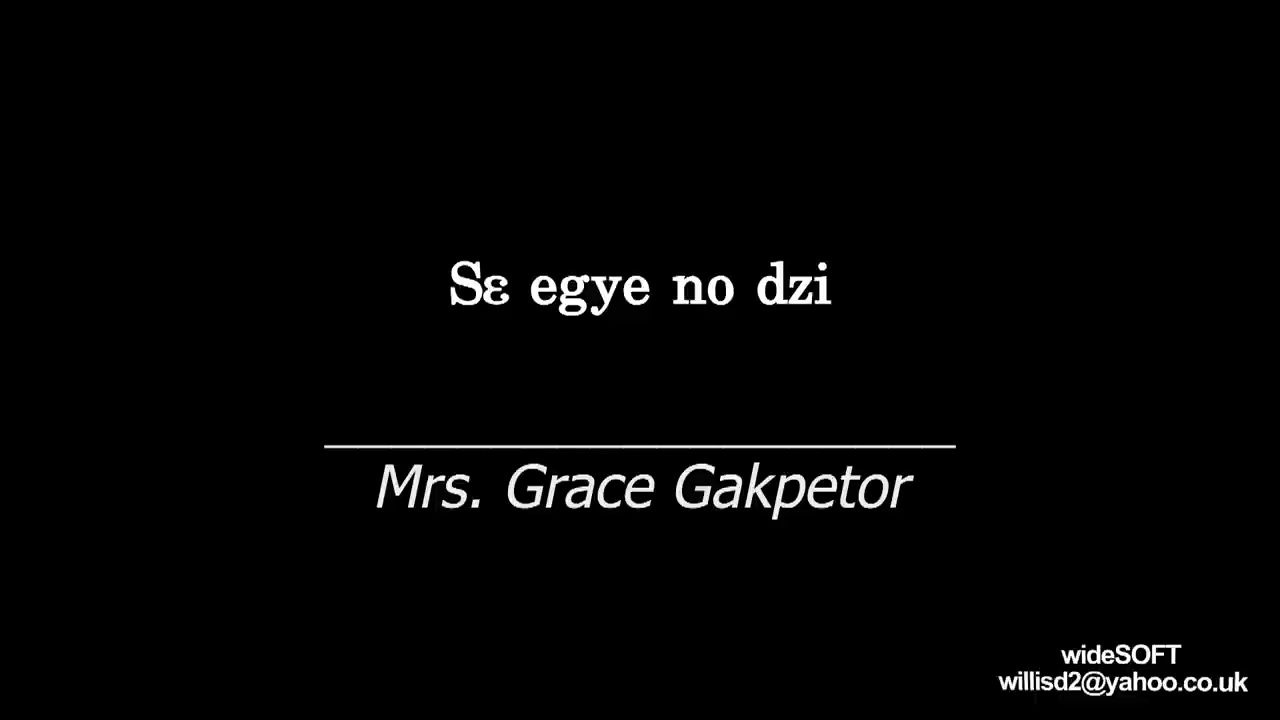 Sɛ egye no dzi
Mrs. Grace Gakpetor
wideSOFT
willisd2@yahoo.co.uk